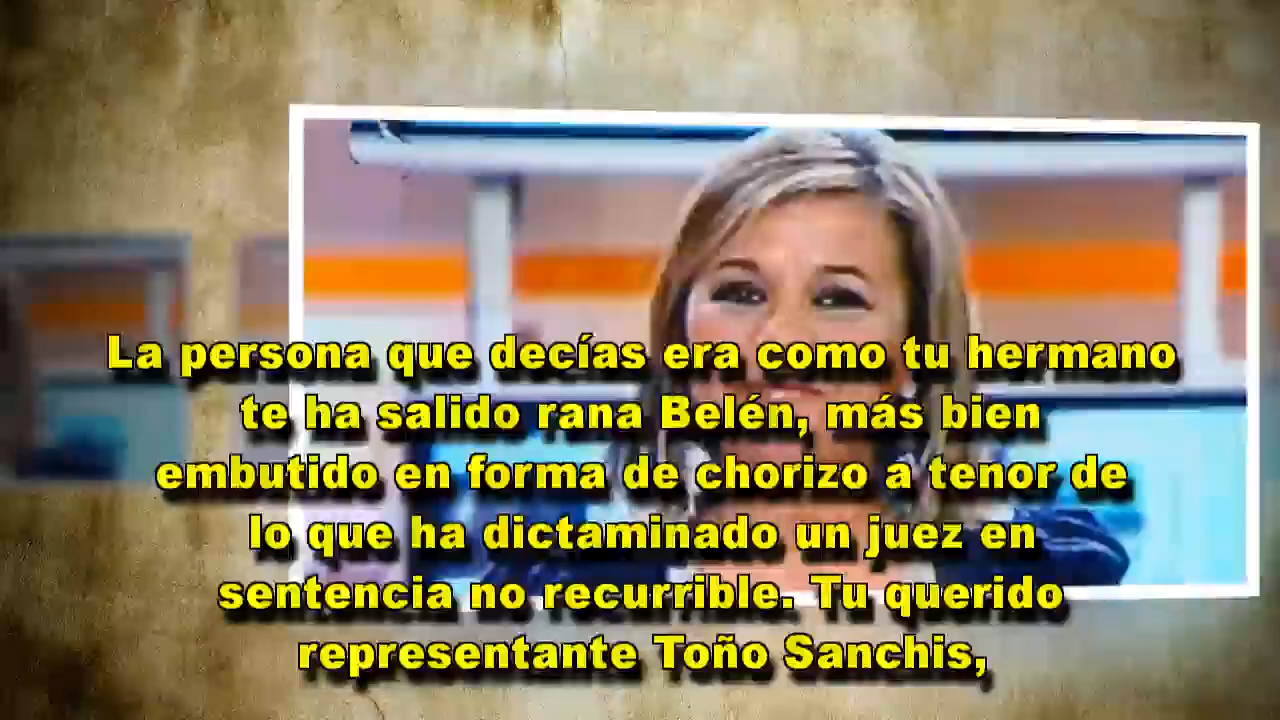 La persona que decías era como tu hermano
te ha salido rana Belén, más bien
embutido en forma de chorizo a tenor de
lo que ha dictaminado un juez en
sentencia no recurrible. Tu querido
representante Toño Sanchis,